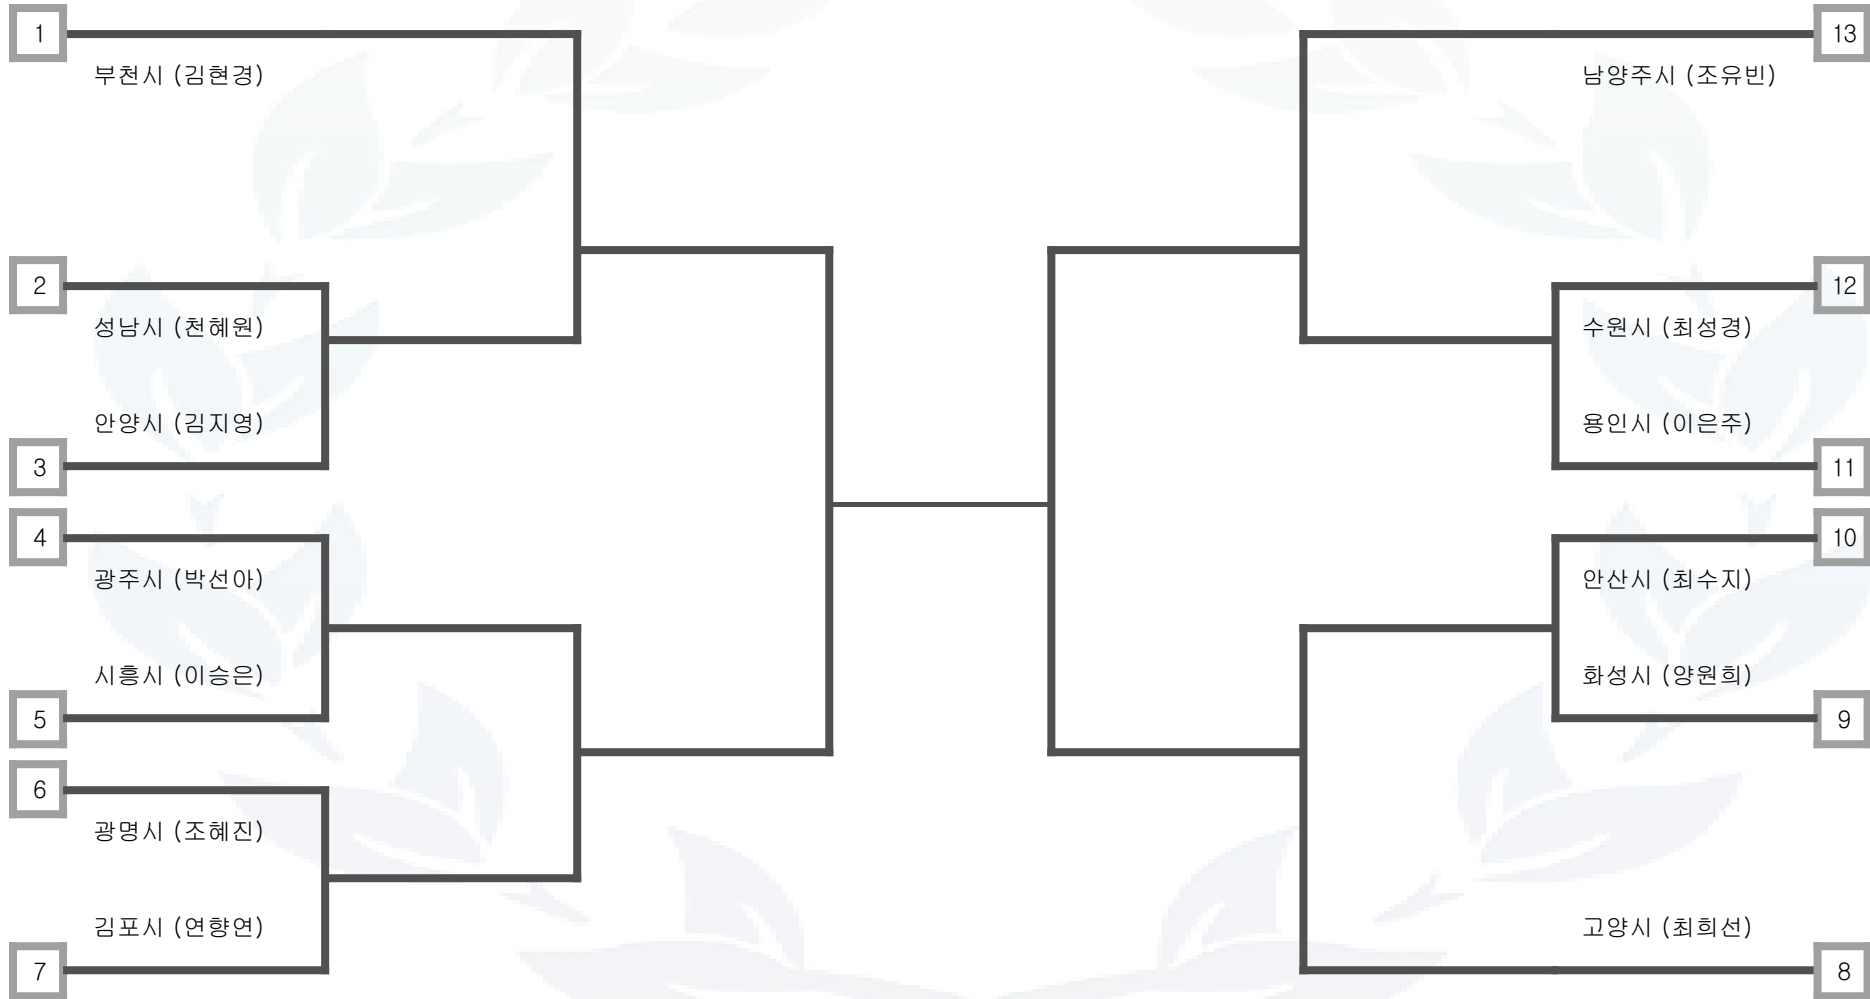 1
부천시 (김현경)
2
성남시 (천혜원)
안양시 (김지영)
3
4
광주시 (박선아)
시흥시 (이승은)
5
6
광명시 (조혜진)
김포시 (연향연)
7
13
남양주시 (조유빈)
12
수원시 (최성경)
용인시 (이은주)
11
10
안산시 (최수지)
화성시 (양원희)
9
고양시 (최희선)
8